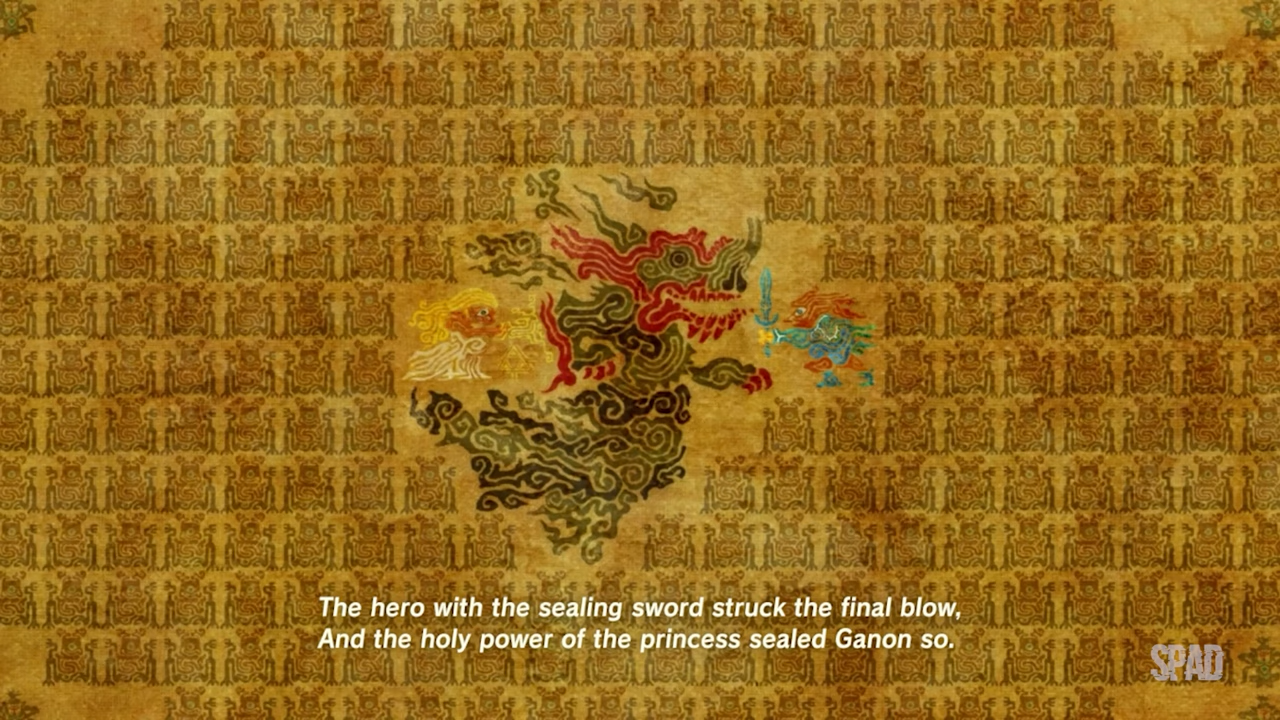 The hero with the sealing sword struck the final blow,
And the holy power of the princess sealed Ganon so.
SPAD